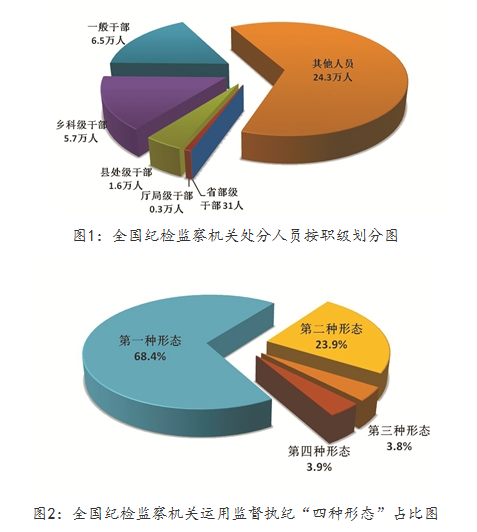 一般干部
6.5万人
其他人员
24.3万人
乡科级干部
5.7万人
县处级干部
1.6万人
厅局级干部
0.3万人
省部级
干部31人
图1：全国纪检监察机关处分人员按职级划分图
第一种形态
68.4%
第二种形态
23.9%
第三种形态
3.8%
第四种形态
3.9%
图2：全国纪检监察机关运用监督执纪“四种形态”占比图